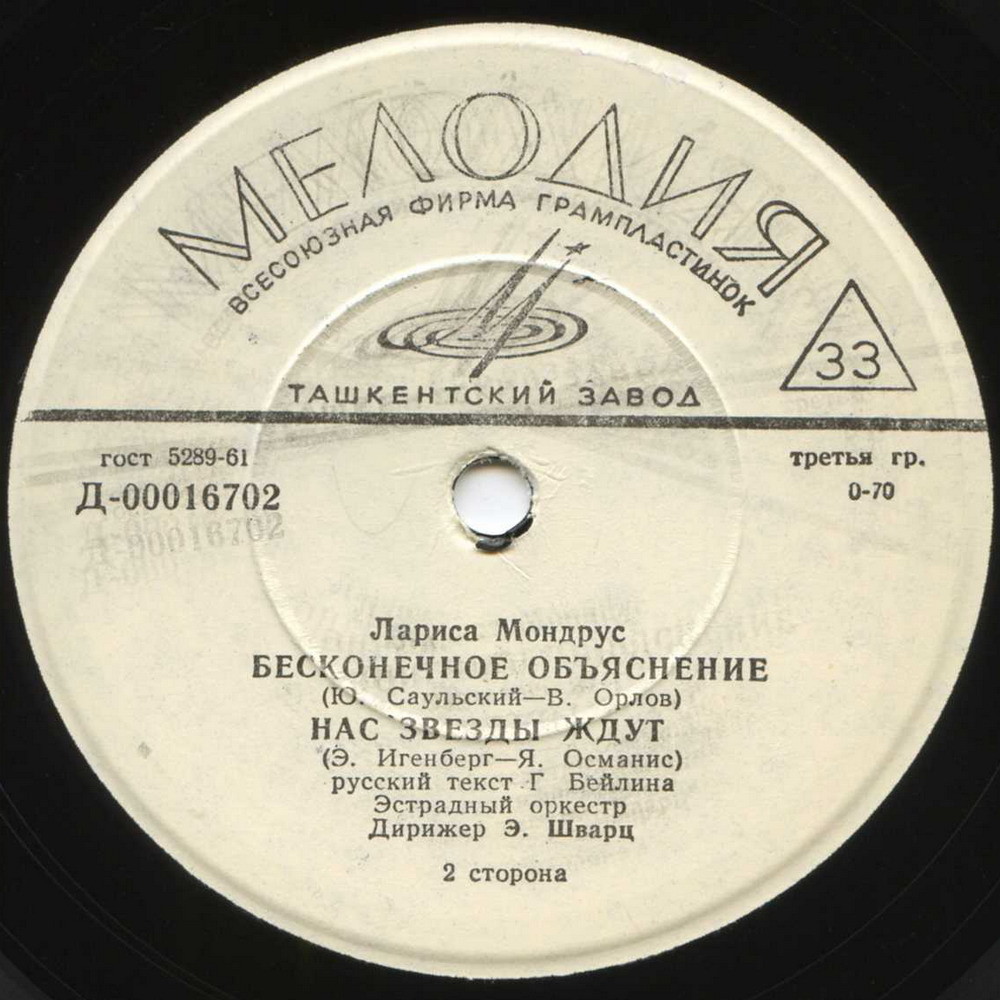 МЕЛОДИЯ
ВСЕСОЮЗНАЯ ФИРМА ГРАМПЛАСТИНОК
33
ТАШКЕНТСКИЙ ЗАВОД
гост 5289-61
третья гр.
Д-00016702
0-70
Д-00016702
Лариса Мондрус
БЕСКОНЕЧНОЕ ОБЪЯСНЕНИЕ
(Ю. Саульский—В. Орлов)
НАС ЗВЕЗДЫ ЖДУТ
(Э. Игенберг—Я. Османис)
русский текст Г Бейлина
Эстрадный оркестр
Дирижер Э. Шварц
2 сторона